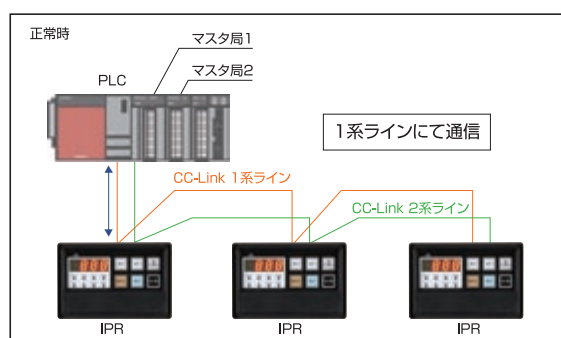 正常時
マスタ局1
マスタ局2
PLC
1系ラインにて通信
CC-Link 1系ライン
CC-Link 2系ライン
IPR
IPR
IPR